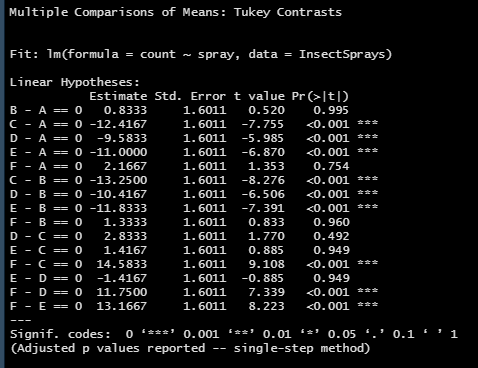 Multiple Comparisons of Means: Tukey Contrasts
Fit: lm(formula = count ~ spray, data = InsectSprays)
Linear Hypotheses:
Estimate Std. Error t value Pr(>|t|)
B - A == 0 0.8333 1.6011 0.520 0.995
C - A == 0 -12.4167 1.6011 -7.755 <0.001 ***
D - A == 0 -9.5833 1.6011 -5.985 <0.001 ***
E - A == 0 -11.0000 1.6011 -6.870 <0.001 ***
F - A == 0 2.1667 1.6011 1.353 0.754
C - B == 0 -13.2500 1.6011 -8.276 <0.001 ***
D - B == 0 -10.4167 1.6011 -6.506 <0.001 ***
E - B == 0 -11.8333 1.6011 -7.391 <0.001 ***
F - B == 0 1.3333 1.6011 0.833 0.960
D - C == 0 2.8333 1.6011 1.770 0.492
E - C == 0 1.4167 1.6011 0.885 0.949
F - C == 0 14.5833 1.6011 9.108 <0.001 ***
E - D == 0 -1.4167 1.6011 -0.885 0.949
F - D == 0 11.7500 1.6011 7.339 <0.001 ***
F - E == 0 13.1667 1.6011 8.223 <0.001 ***
---
Signif. codes: 0 ‘***’ 0.001 ‘**’ 0.01 ‘*’ 0.05 ‘.’ 0.1 ‘ ’ 1
(Adjusted p values reported -- single-step method)